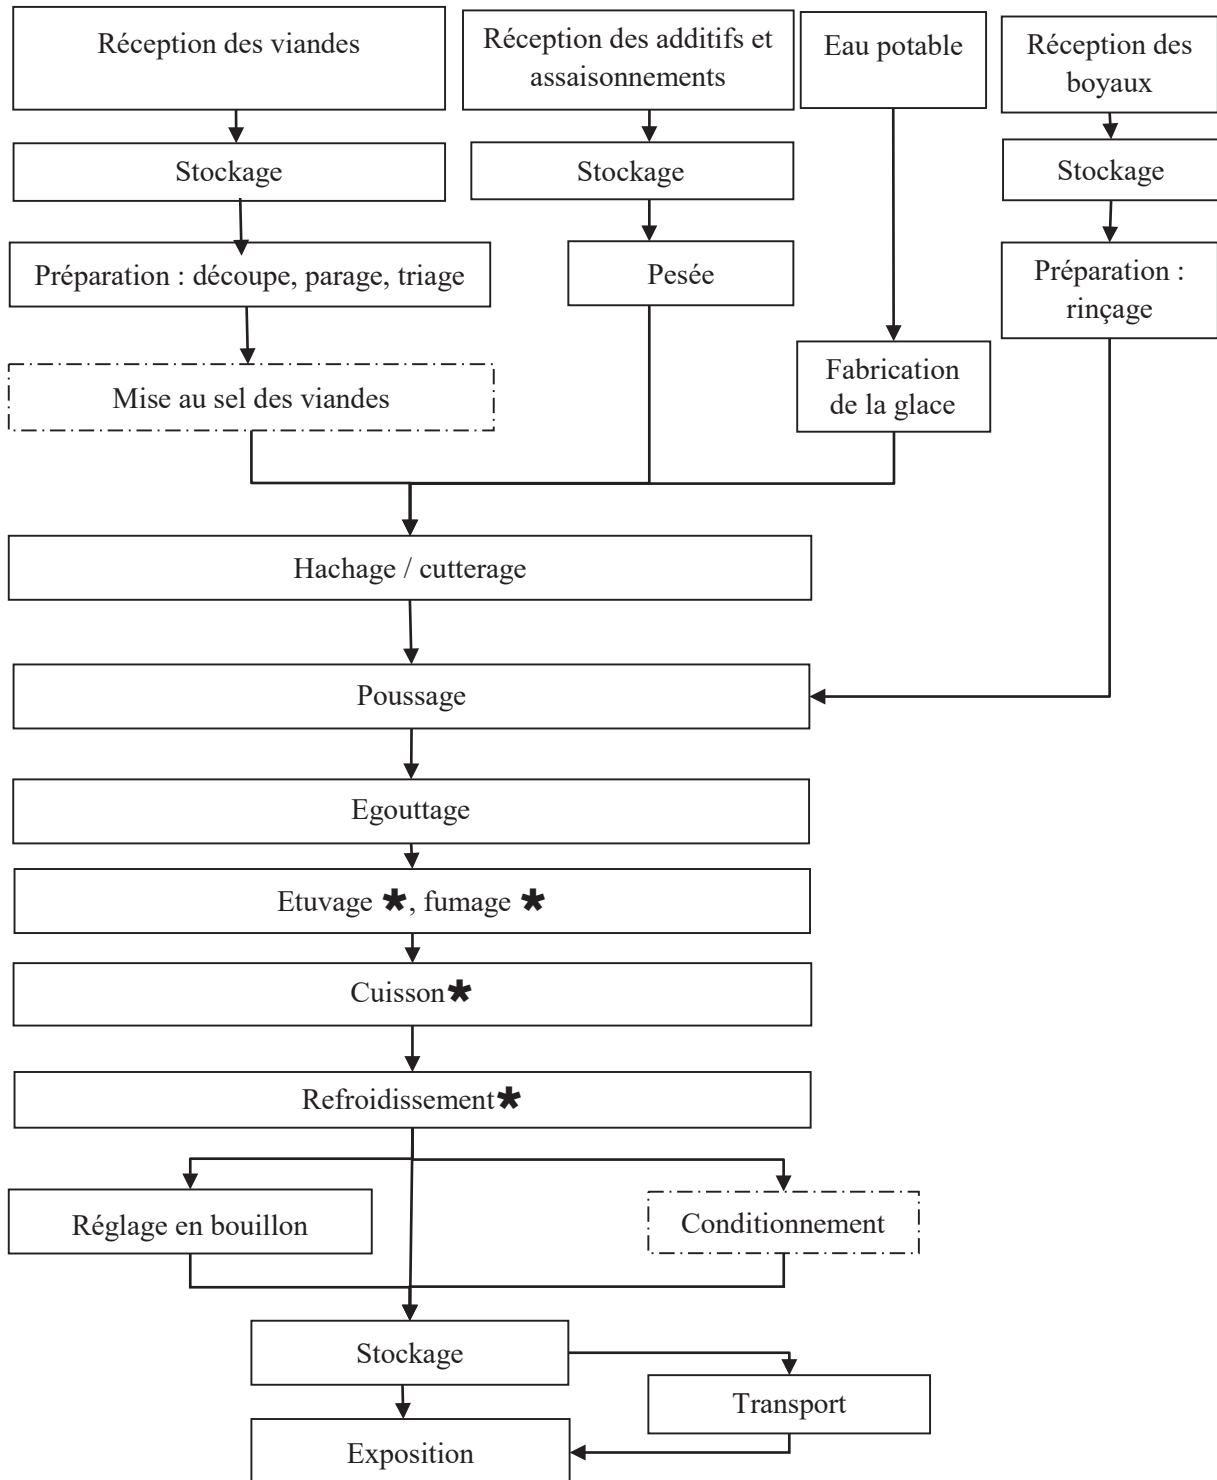 Réception des viandes
Réception des additifs et
assaisonnements
Eau potable
Réception des
boyaux
Stockage
Stockage
Stockage
Préparation : découpe, parage, triage
Pesée
Préparation :
rinçage
Mise au sel des viandes
Fabrication
de la glace
Hachage / cutterage
Poussage
Egouttage
Etuvage *, fumage *
Cuisson*
Refroidissement*
Réglage en bouillon
Conditionnement
Stockage
Transport
Exposition